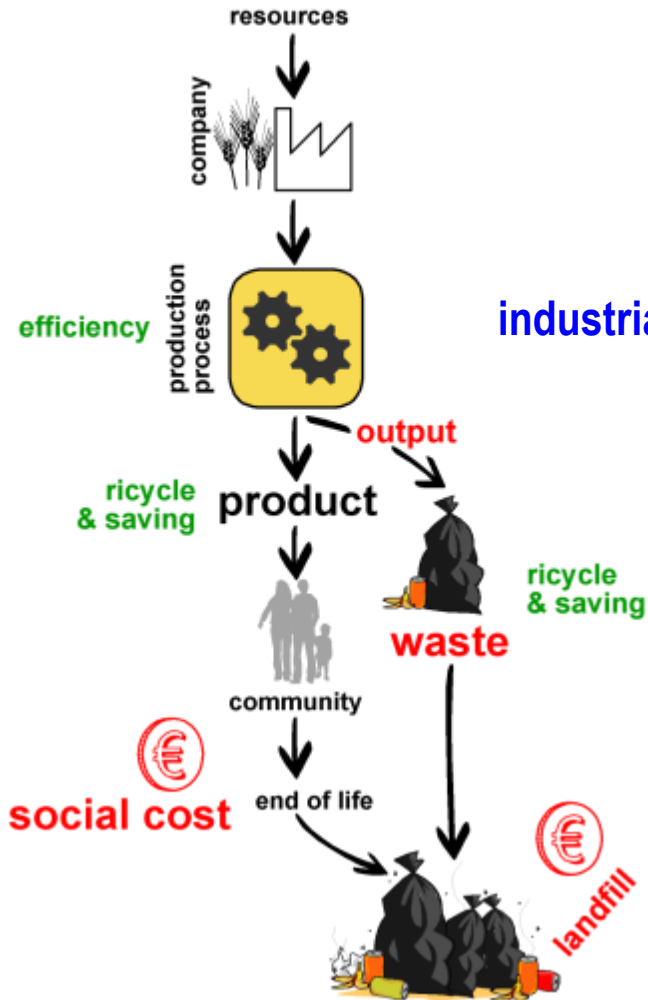 resources
company
efficiency
production
process
industria
output
ricycle
& saving
product
ricycle
& saving
waste
community
€
social cost
end of life
€
landfill